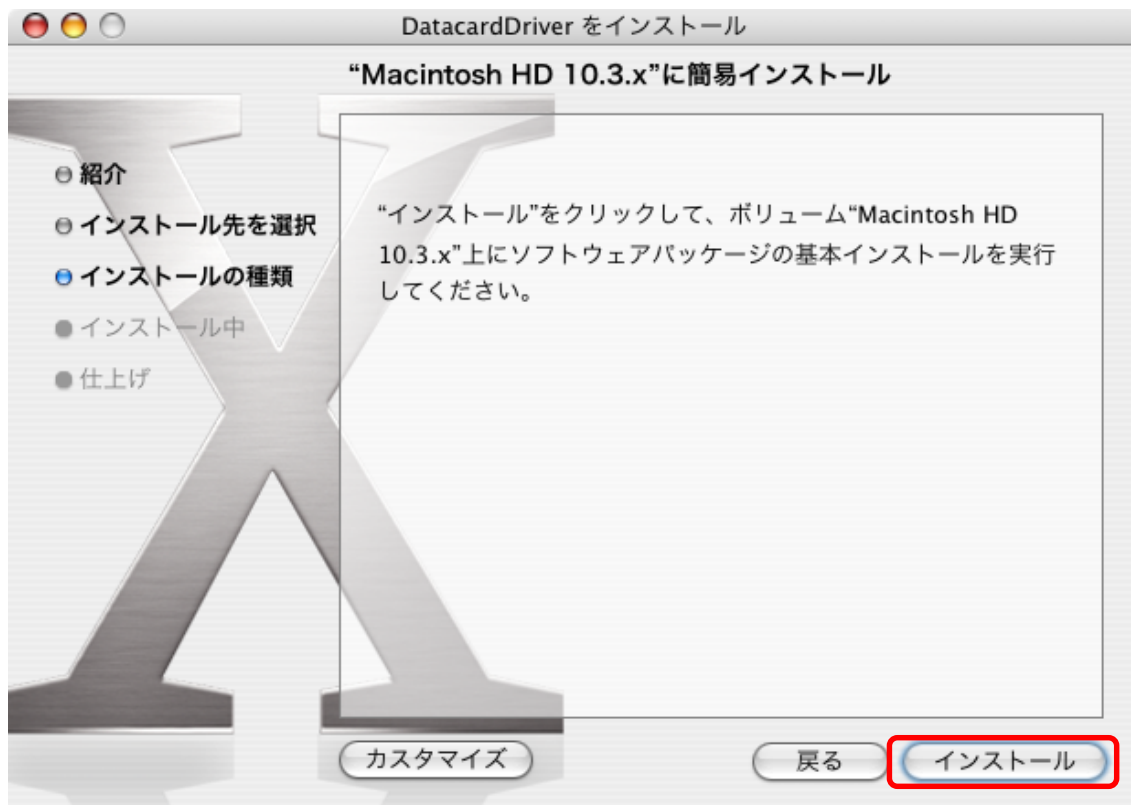 DatacardDriver をインストール
“Macintosh HD 10.3.x”に簡易インストール
紹介
インストール先を選択
インストールの種類
インストール中
仕上げ
“インストール”をクリックして、ボリューム“Macintosh HD
10.3.x”上にソフトウェアパッケージの基本インストールを実行
してください。
カスタマイズ
戻る
インストール